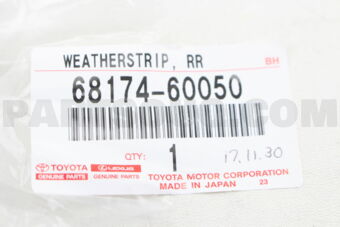 WEATHERSTRIP, RR BH
68174-60050
QTY: 1 17.11.30
TOYOTA LEXUS
GENUINE PARTS GENUINE PARTS
TOYOTA MOTOR CORPORATION
MADE IN JAPAN 23